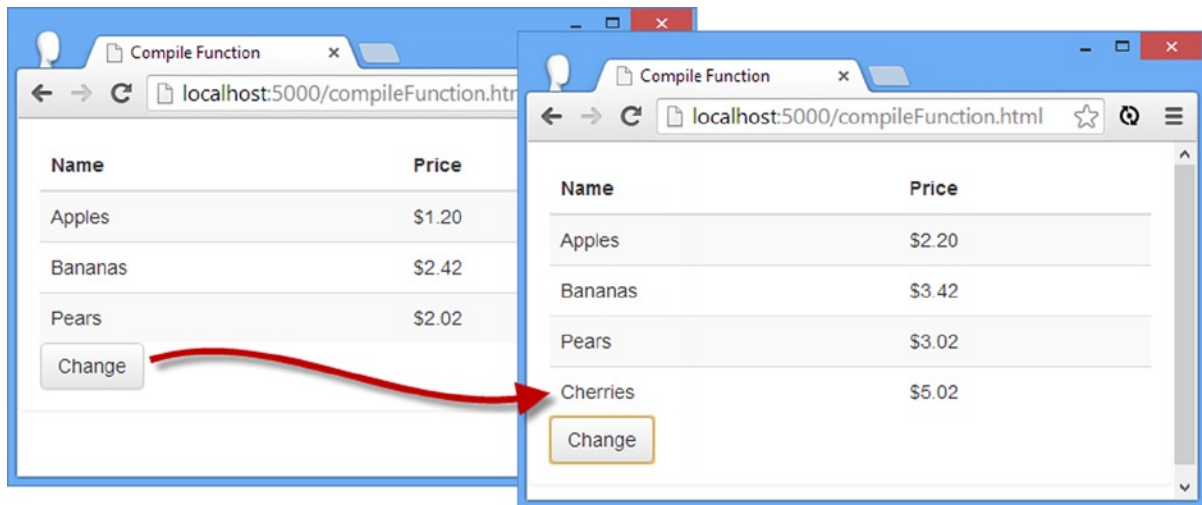 Compile Function
localhost:5000/compileFunction.htm
Name Price
Apples $1.20
Bananas $2.42
Pears $2.02
Change
Compile Function
localhost:5000/compileFunction.html
Name Price
Apples $2.20
Bananas $3.42
Pears $3.02
Cherries $5.02
Change